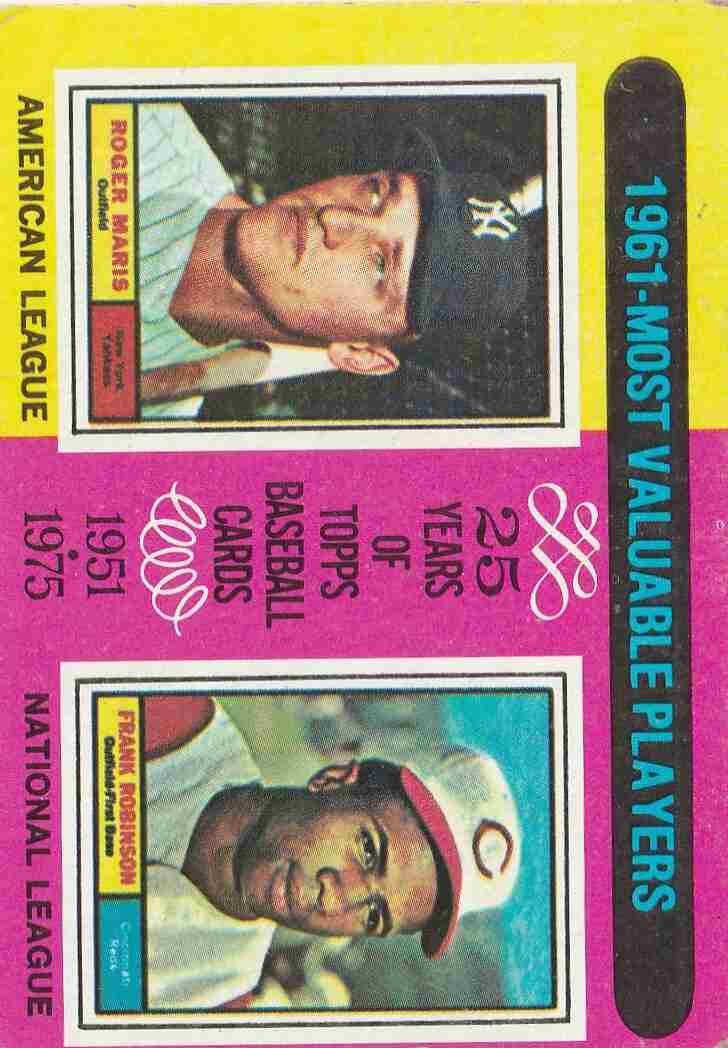 1961-MOST VALUABLE PLAYERS
NY
ROGER MARIS
Outfield
New York
Yankees
AMERICAN LEAGUE
25
YEARS
OF
TOPPS
BASEBALL
CARDS
1951
•
1975
C
FRANK ROBINSON
Outfield-First Base
Cincinnati
Reds
NATIONAL LEAGUE